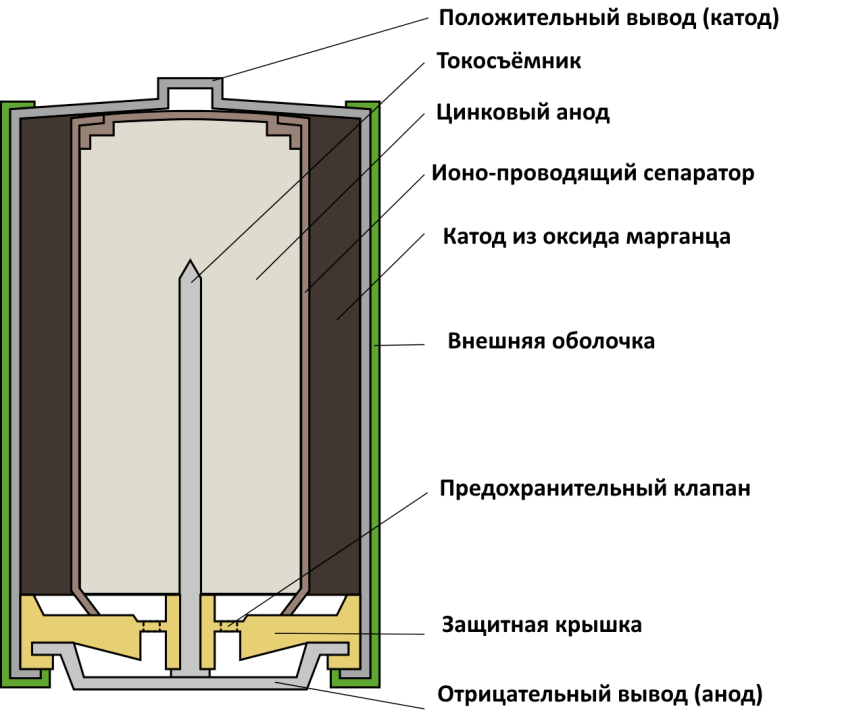 Положительный вывод (катод)
Токосъёмник
Цинковый анод
Ионо-проводящий сепаратор
Катод из оксида марганца
Внешняя оболочка
Предохранительный клапан
Защитная крышка
Отрицательный вывод (анод)